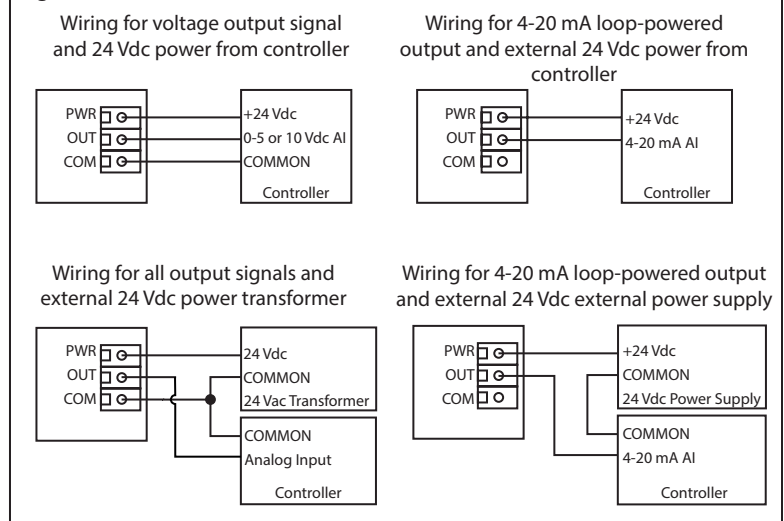 Wiring for voltage output signal
and 24 Vdc power from controller
PWR
OUT
COM
+24 Vdc
0-5 or 10 Vdc AI
COMMON
Controller
Wiring for 4-20 mA loop-powered
output and external 24 Vdc power from
controller
PWR
OUT
COM
+24 Vdc
4-20 mA AI
Controller
Wiring for all output signals and
external 24 Vdc power transformer
PWR
OUT
COM
24 Vdc
COMMON
24 Vac Transformer
COMMON
Analog Input
Controller
Wiring for 4-20 mA loop-powered output
and external 24 Vdc external power supply
PWR
OUT
COM
+24 Vdc
COMMON
24 Vdc Power Supply
COMMON
4-20 mA AI
Controller